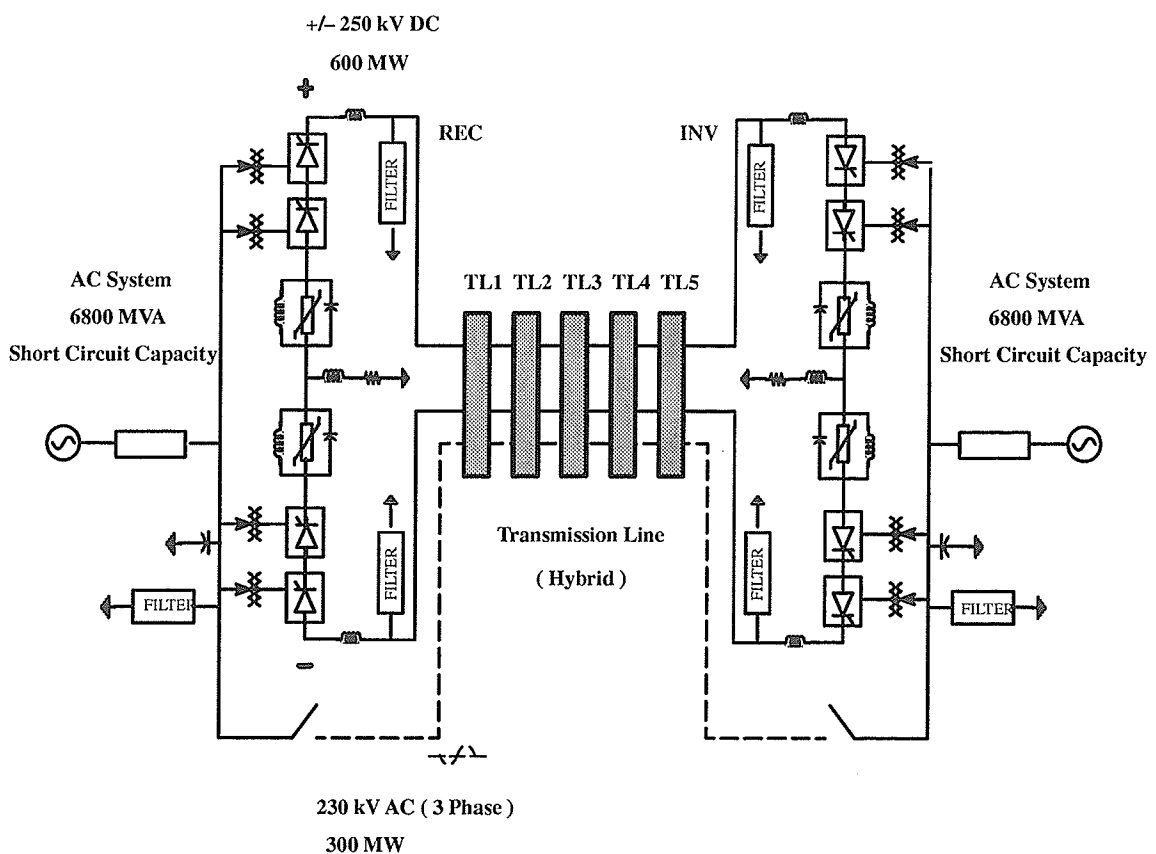 +/– 250 kV DC
600 MW
+
REC
INV
FILTER
FILTER
AC System
6800 MVA
Short Circuit Capacity
TL1 TL2 TL3 TL4 TL5
AC System
6800 MVA
Short Circuit Capacity
Transmission Line
( Hybrid )
FILTER
FILTER
FILTER
FILTER
–
230 kV AC ( 3 Phase )
300 MW